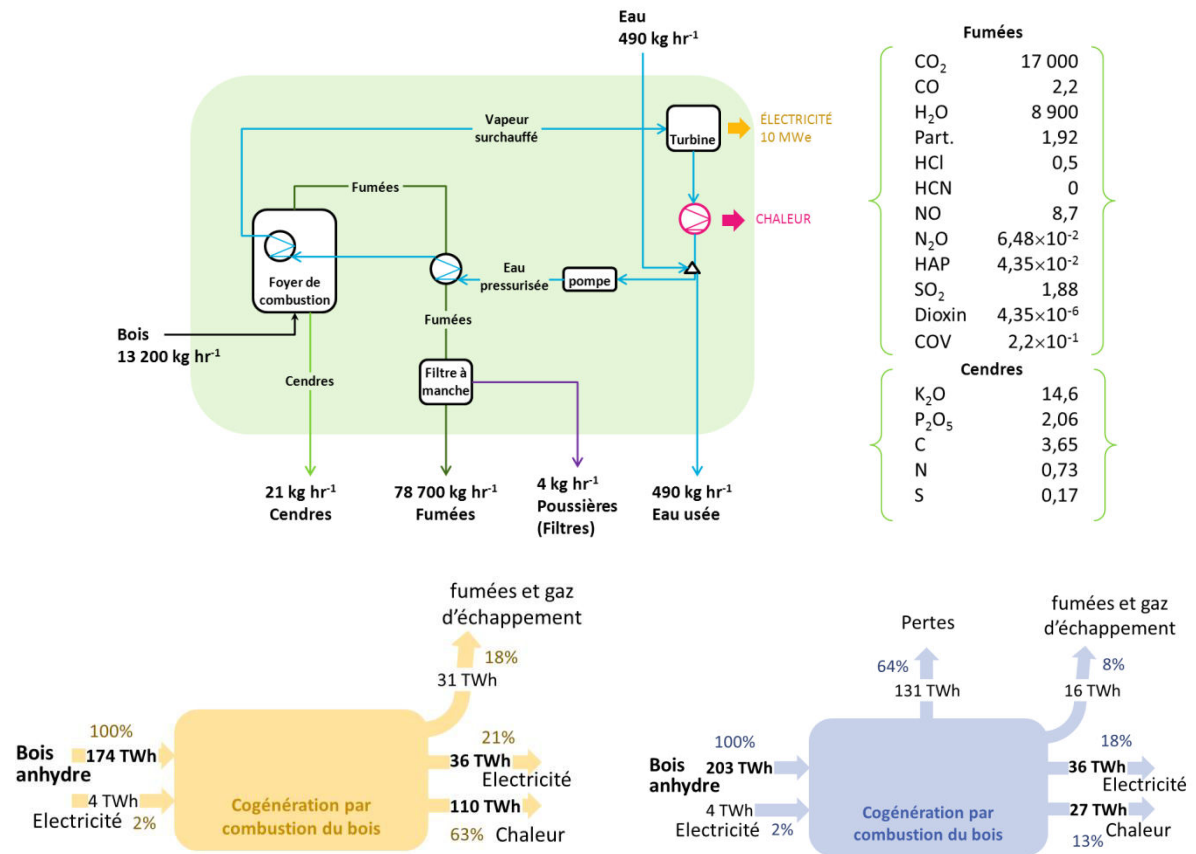 Eau
490 kg hr⁻¹
Vapeur
surchauffé
Turbine
ÉLECTRICITÉ
10 MWe
Fumées
CHALEUR
Foyer de
combustion
Eau
pressurisée
pompe
Bois
13 200 kg hr⁻¹
Fumées
Cendres
Filtre à
manche
21 kg hr⁻¹
Cendres
78 700 kg hr⁻¹
Fumées
4 kg hr⁻¹
Poussières
(Filtres)
490 kg hr⁻¹
Eau usée
Fumées
CO₂ 17 000
CO 2,2
H₂O 8 900
Part. 1,92
HCl 0,5
HCN 0
NO 8,7
N₂O 6,48×10⁻²
HAP 4,35×10⁻²
SO₂ 1,88
Dioxin 4,35×10⁻⁶
COV 2,2×10⁻¹
Cendres
K₂O 14,6
P₂O₅ 2,06
C 3,65
N 0,73
S 0,17
fumées et gaz
d'échappement
18%
31 TWh
100%
Bois
anhydre
174 TWh
4 TWh
Electricité
2%
Cogénération par
combustion du bois
21%
36 TWh
Electricité
110 TWh
63%
Chaleur
Pertes
64%
131 TWh
fumées et gaz
d'échappement
8%
16 TWh
100%
Bois
anhydre
203 TWh
4 TWh
Electricité
2%
Cogénération par
combustion du bois
18%
36 TWh
Electricité
27 TWh
Chaleur
13%